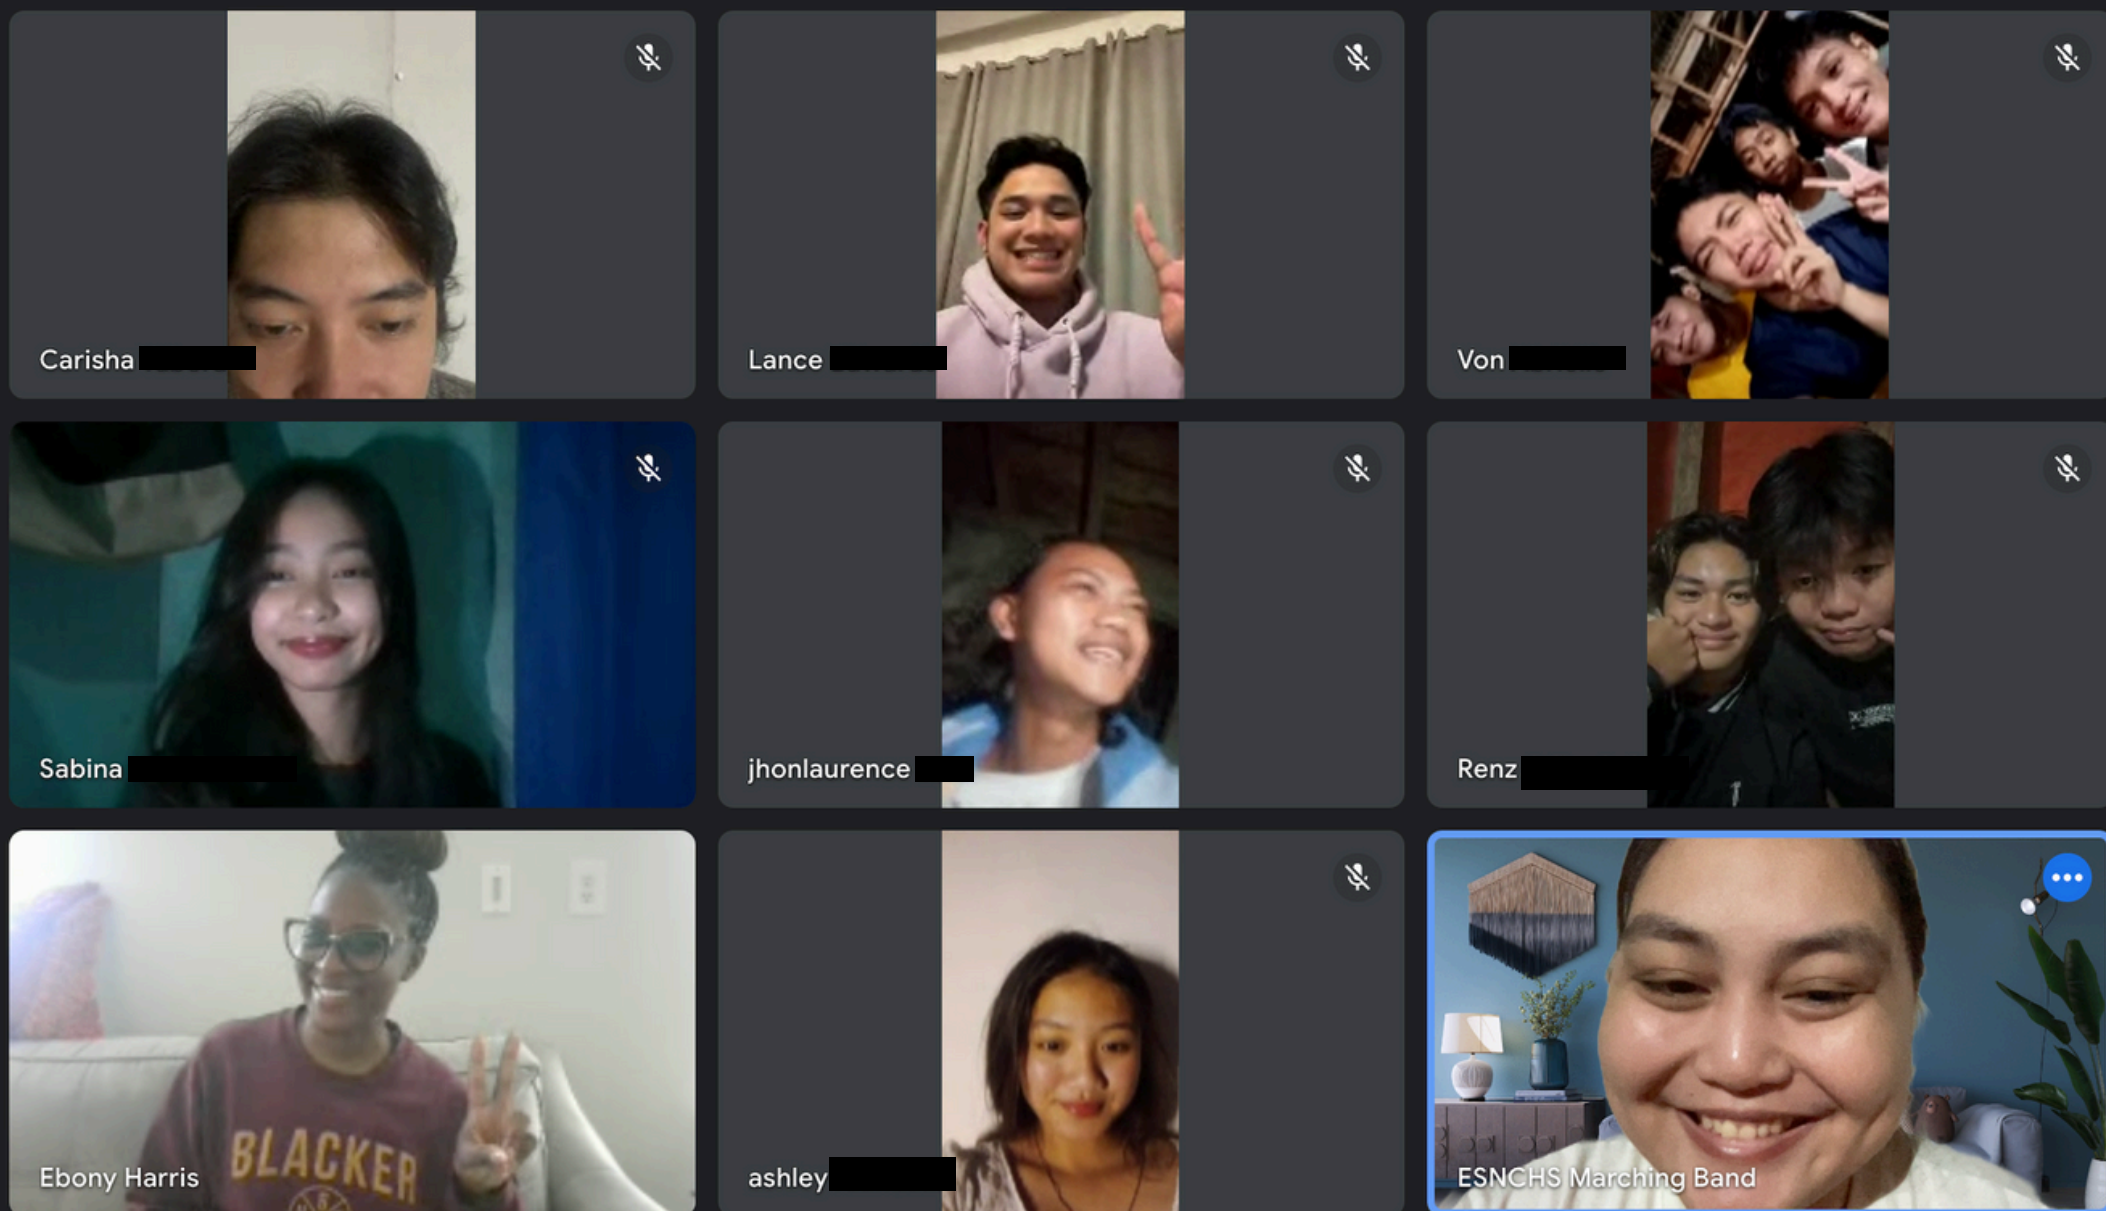 Carisha
Lance
Von
Sabina
jhonlaurence
Renz
BLACKER
Ebony Harris
ashley
ESNCHS Marching Band